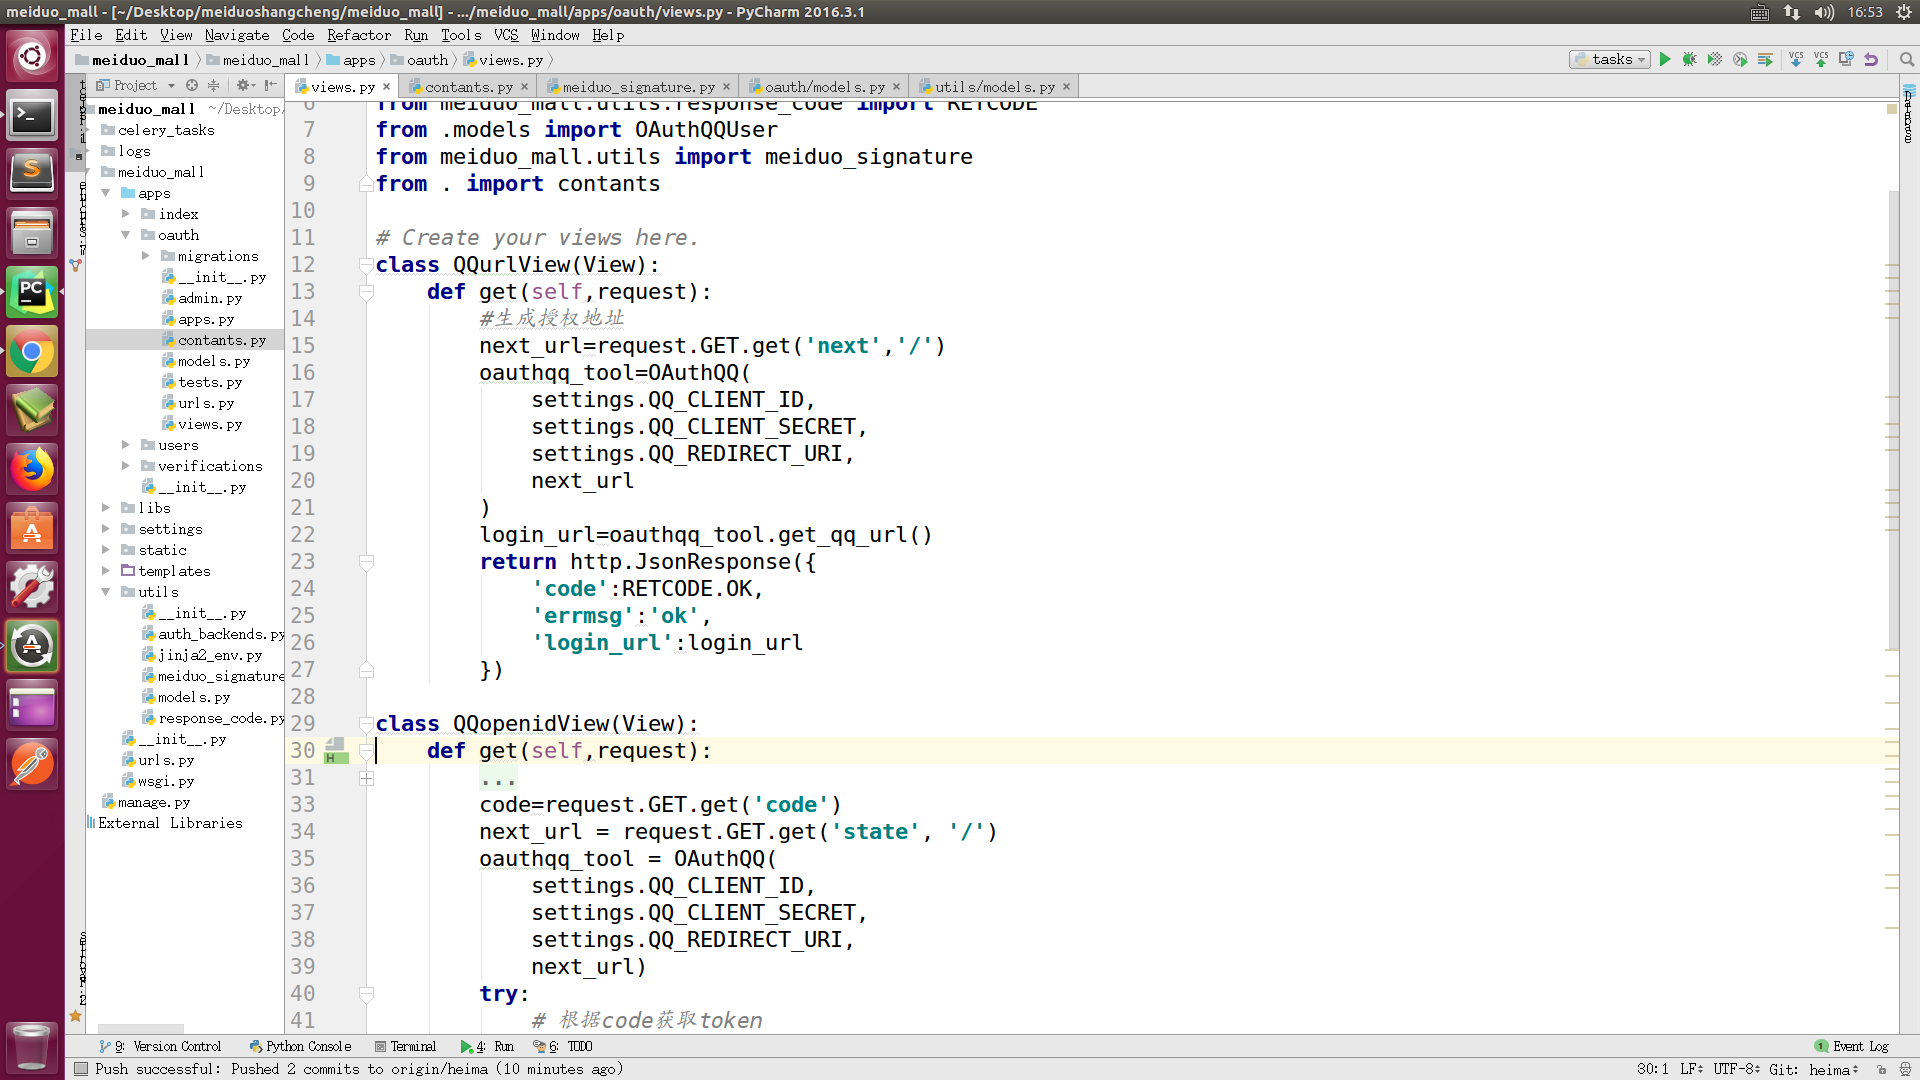 meiduo_mall - [~/Desktop/meiduoshangcheng/meiduo_mall] - .../meiduo_mall/apps/oauth/views.py - PyCharm 2016.3.1
16:53
File Edit View Navigate Code Refactor Run Tools VCS Window Help
meiduo_mall meiduo_mall apps oauth views.py
tasks
Project
views.py contants.py meiduo_signature.py oauth/models.py utils/models.py
meiduo_mall ~/Desktop/
celery_tasks
logs
meiduo_mall
apps
index
oauth
migrations
__init__.py
admin.py
apps.py
contants.py
models.py
tests.py
urls.py
views.py
users
verifications
__init__.py
libs
settings
static
templates
utils
__init__.py
auth_backends.py
jinja2_env.py
meiduo_signature
models.py
response_code.py
__init__.py
urls.py
wsgi.py
manage.py
External Libraries
6 from meiduo_mall.utils.response_code import RETCODE
7 from .models import OAuthQQUser
8 from meiduo_mall.utils import meiduo_signature
9 from . import contants
10
11 # Create your views here.
12 class QQurlView(View):
13 def get(self,request):
14 #生成授权地址
15 next_url=request.GET.get('next','/')
16 oauthqq_tool=OAuthQQ(
17 settings.QQ_CLIENT_ID,
18 settings.QQ_CLIENT_SECRET,
19 settings.QQ_REDIRECT_URI,
20 next_url
21 )
22 login_url=oauthqq_tool.get_qq_url()
23 return http.JsonResponse({
24 'code':RETCODE.OK,
25 'errmsg':'ok',
26 'login_url':login_url
27 })
28
29 class QQopenidView(View):
30 def get(self,request):
31 ...
33 code=request.GET.get('code')
34 next_url = request.GET.get('state', '/')
35 oauthqq_tool = OAuthQQ(
36 settings.QQ_CLIENT_ID,
37 settings.QQ_CLIENT_SECRET,
38 settings.QQ_REDIRECT_URI,
39 next_url)
40 try:
41 # 根据code获取token
9: Version Control Python Console Terminal 4: Run 6: TODO
1 Event Log
Push successful: Pushed 2 commits to origin/heima (10 minutes ago)
30:1 LF UTF-8 Git: heima